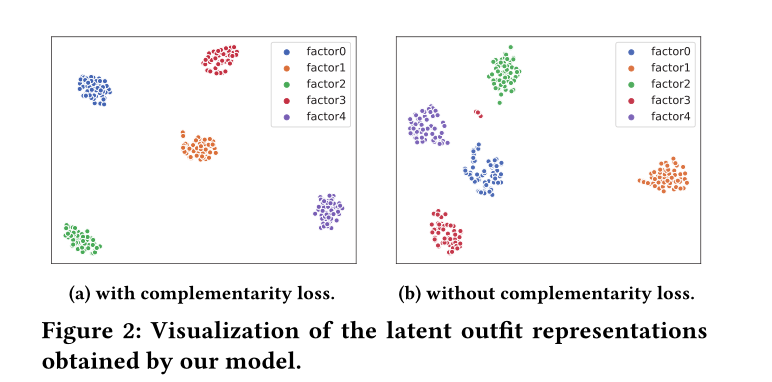 factor0
factor1
factor2
factor3
factor4
factor0
factor1
factor2
factor3
factor4
(a) with complementarity loss.
(b) without complementarity loss.
Figure 2: Visualization of the latent outfit representations
obtained by our model.